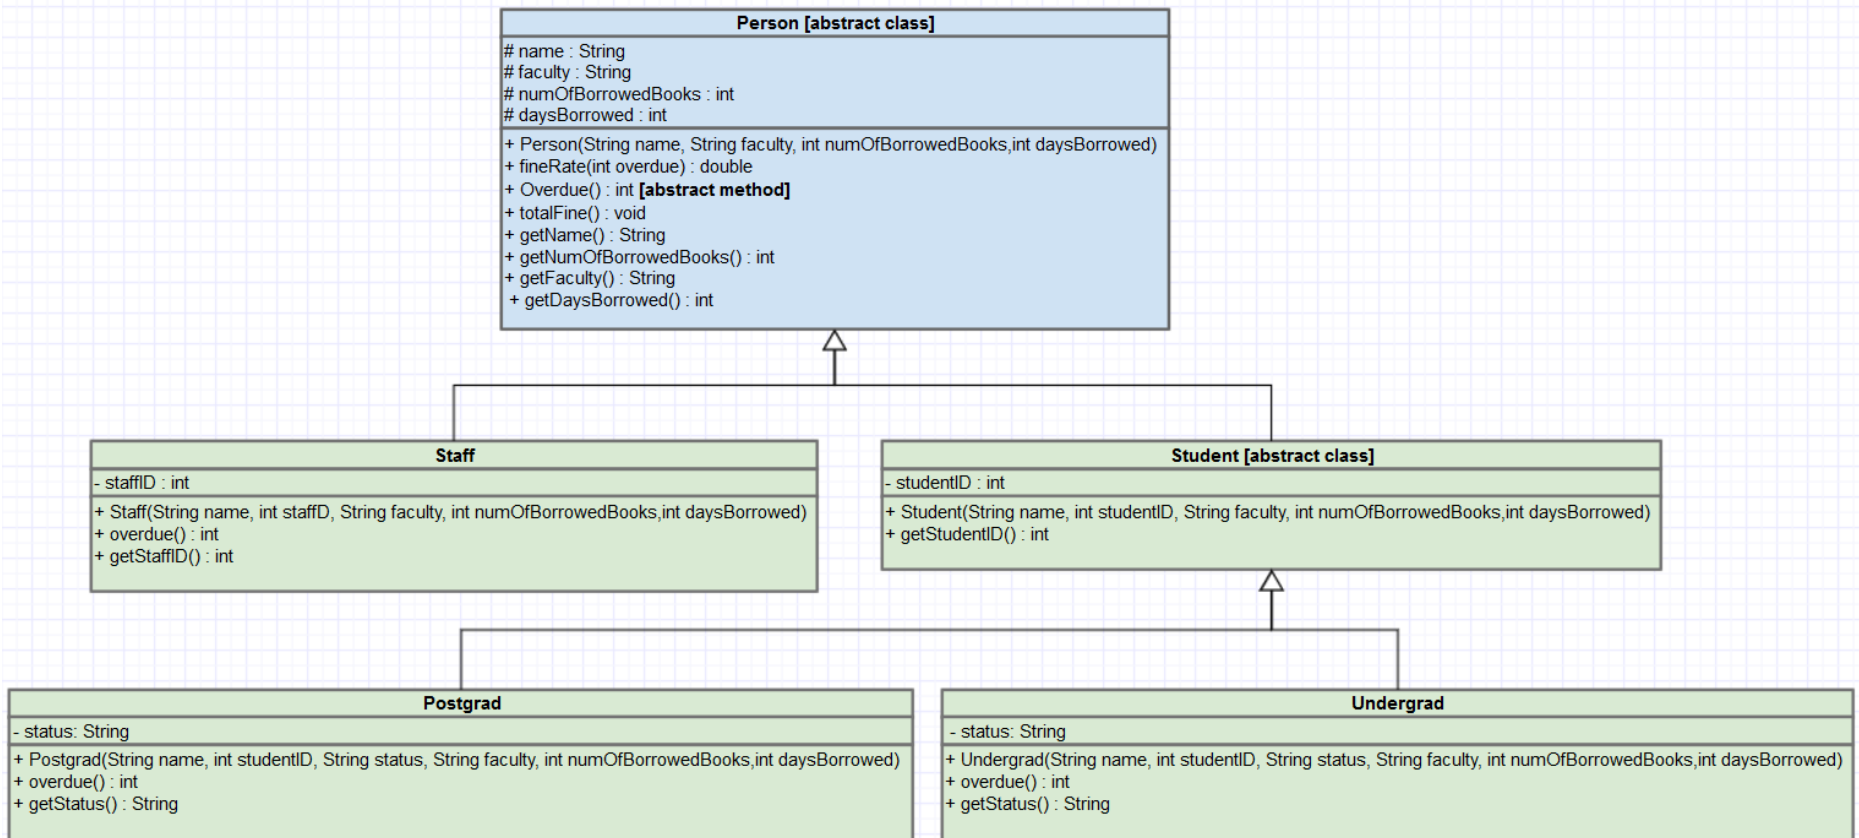 Person [abstract class]
# name : String
# faculty : String
# numOfBorrowedBooks : int
# daysBorrowed : int
+ Person(String name, String faculty, int numOfBorrowedBooks,int daysBorrowed)
+ fineRate(int overdue) : double
+ Overdue() : int [abstract method]
+ totalFine() : void
+ getName() : String
+ getNumOfBorrowedBooks() : int
+ getFaculty() : String
+ getDaysBorrowed() : int
Staff
- staffID : int
+ Staff(String name, int staffD, String faculty, int numOfBorrowedBooks,int daysBorrowed)
+ overdue() : int
+ getStaffID() : int
Student [abstract class]
- studentID : int
+ Student(String name, int studentID, String faculty, int numOfBorrowedBooks,int daysBorrowed)
+ getStudentID() : int
Postgrad
- status: String
+ Postgrad(String name, int studentID, String status, String faculty, int numOfBorrowedBooks,int daysBorrowed)
+ overdue() : int
+ getStatus() : String
Undergrad
- status: String
+ Undergrad(String name, int studentID, String status, String faculty, int numOfBorrowedBooks,int daysBorrowed)
+ overdue() : int
+ getStatus() : String